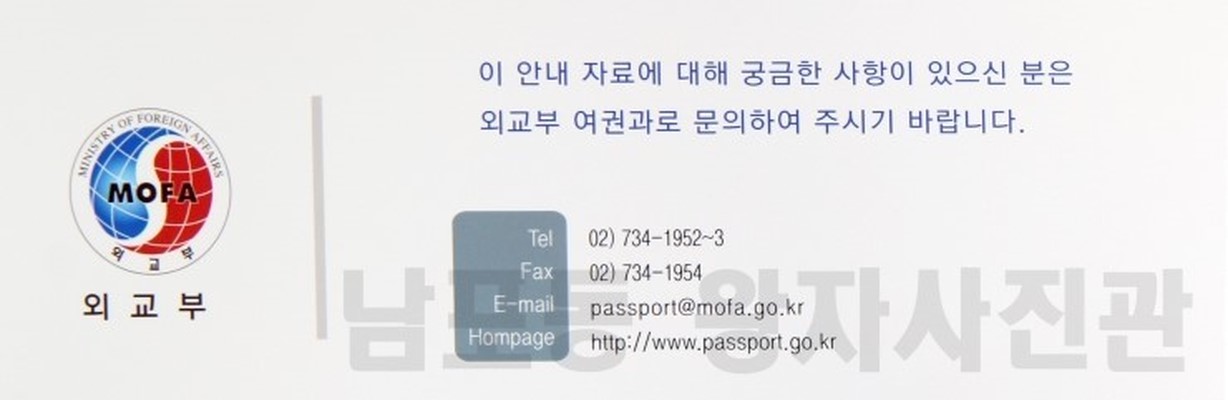 이 안내 자료에 대해 궁금한 사항이 있으신 분은
외교부 여권과로 문의하여 주시기 바랍니다.
MINISTRY OF FOREIGN AFFAIRS
MOFA
외교부
외교부
Tel 02) 734-1952~3
Fax 02) 734-1954
E-mail passport@mofa.go.kr
Hompage http://www.passport.go.kr
남포동 왕자사진관